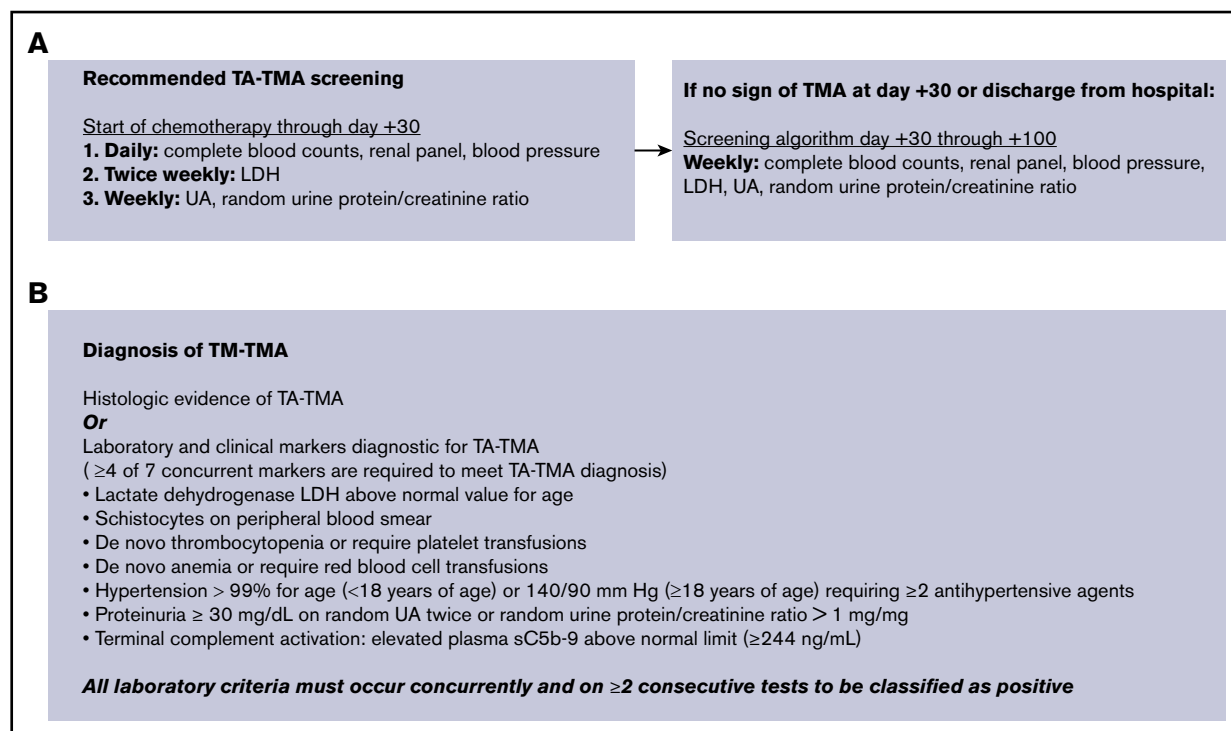 A
Recommended TA-TMA screening
Start of chemotherapy through day +30
1. Daily: complete blood counts, renal panel, blood pressure
2. Twice weekly: LDH
3. Weekly: UA, random urine protein/creatinine ratio
If no sign of TMA at day +30 or discharge from hospital:
Screening algorithm day +30 through +100
Weekly: complete blood counts, renal panel, blood pressure,
LDH, UA, random urine protein/creatinine ratio
B
Diagnosis of TM-TMA
Histologic evidence of TA-TMA
Or
Laboratory and clinical markers diagnostic for TA-TMA
( ≥4 of 7 concurrent markers are required to meet TA-TMA diagnosis)
• Lactate dehydrogenase LDH above normal value for age
• Schistocytes on peripheral blood smear
• De novo thrombocytopenia or require platelet transfusions
• De novo anemia or require red blood cell transfusions
• Hypertension > 99% for age (<18 years of age) or 140/90 mm Hg (≥18 years of age) requiring ≥2 antihypertensive agents
• Proteinuria ≥ 30 mg/dL on random UA twice or random urine protein/creatinine ratio > 1 mg/mg
• Terminal complement activation: elevated plasma sC5b-9 above normal limit (≥244 ng/mL)
All laboratory criteria must occur concurrently and on ≥2 consecutive tests to be classified as positive